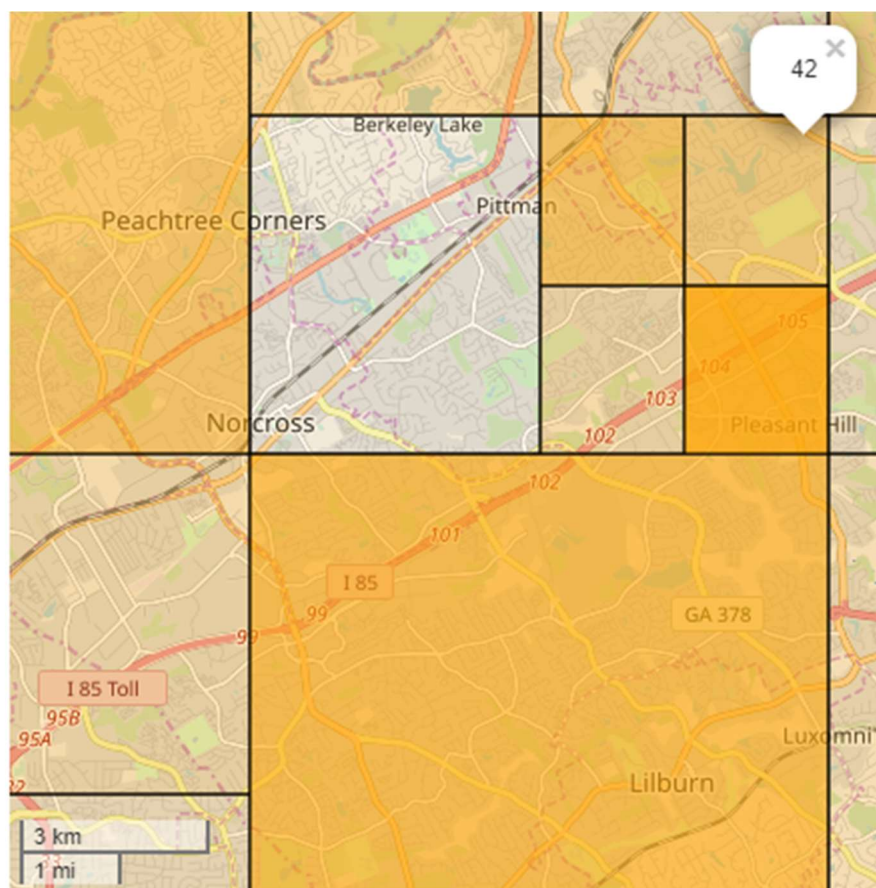 42
×
Berkeley Lake
Peachtree Corners
Pittman
105
104
103
Norcross
102
Pleasant Hill
102
101
I 85
99
99
GA 378
I 85 Toll
95B
95A
Luxomni
Lilburn
3 km
1 mi